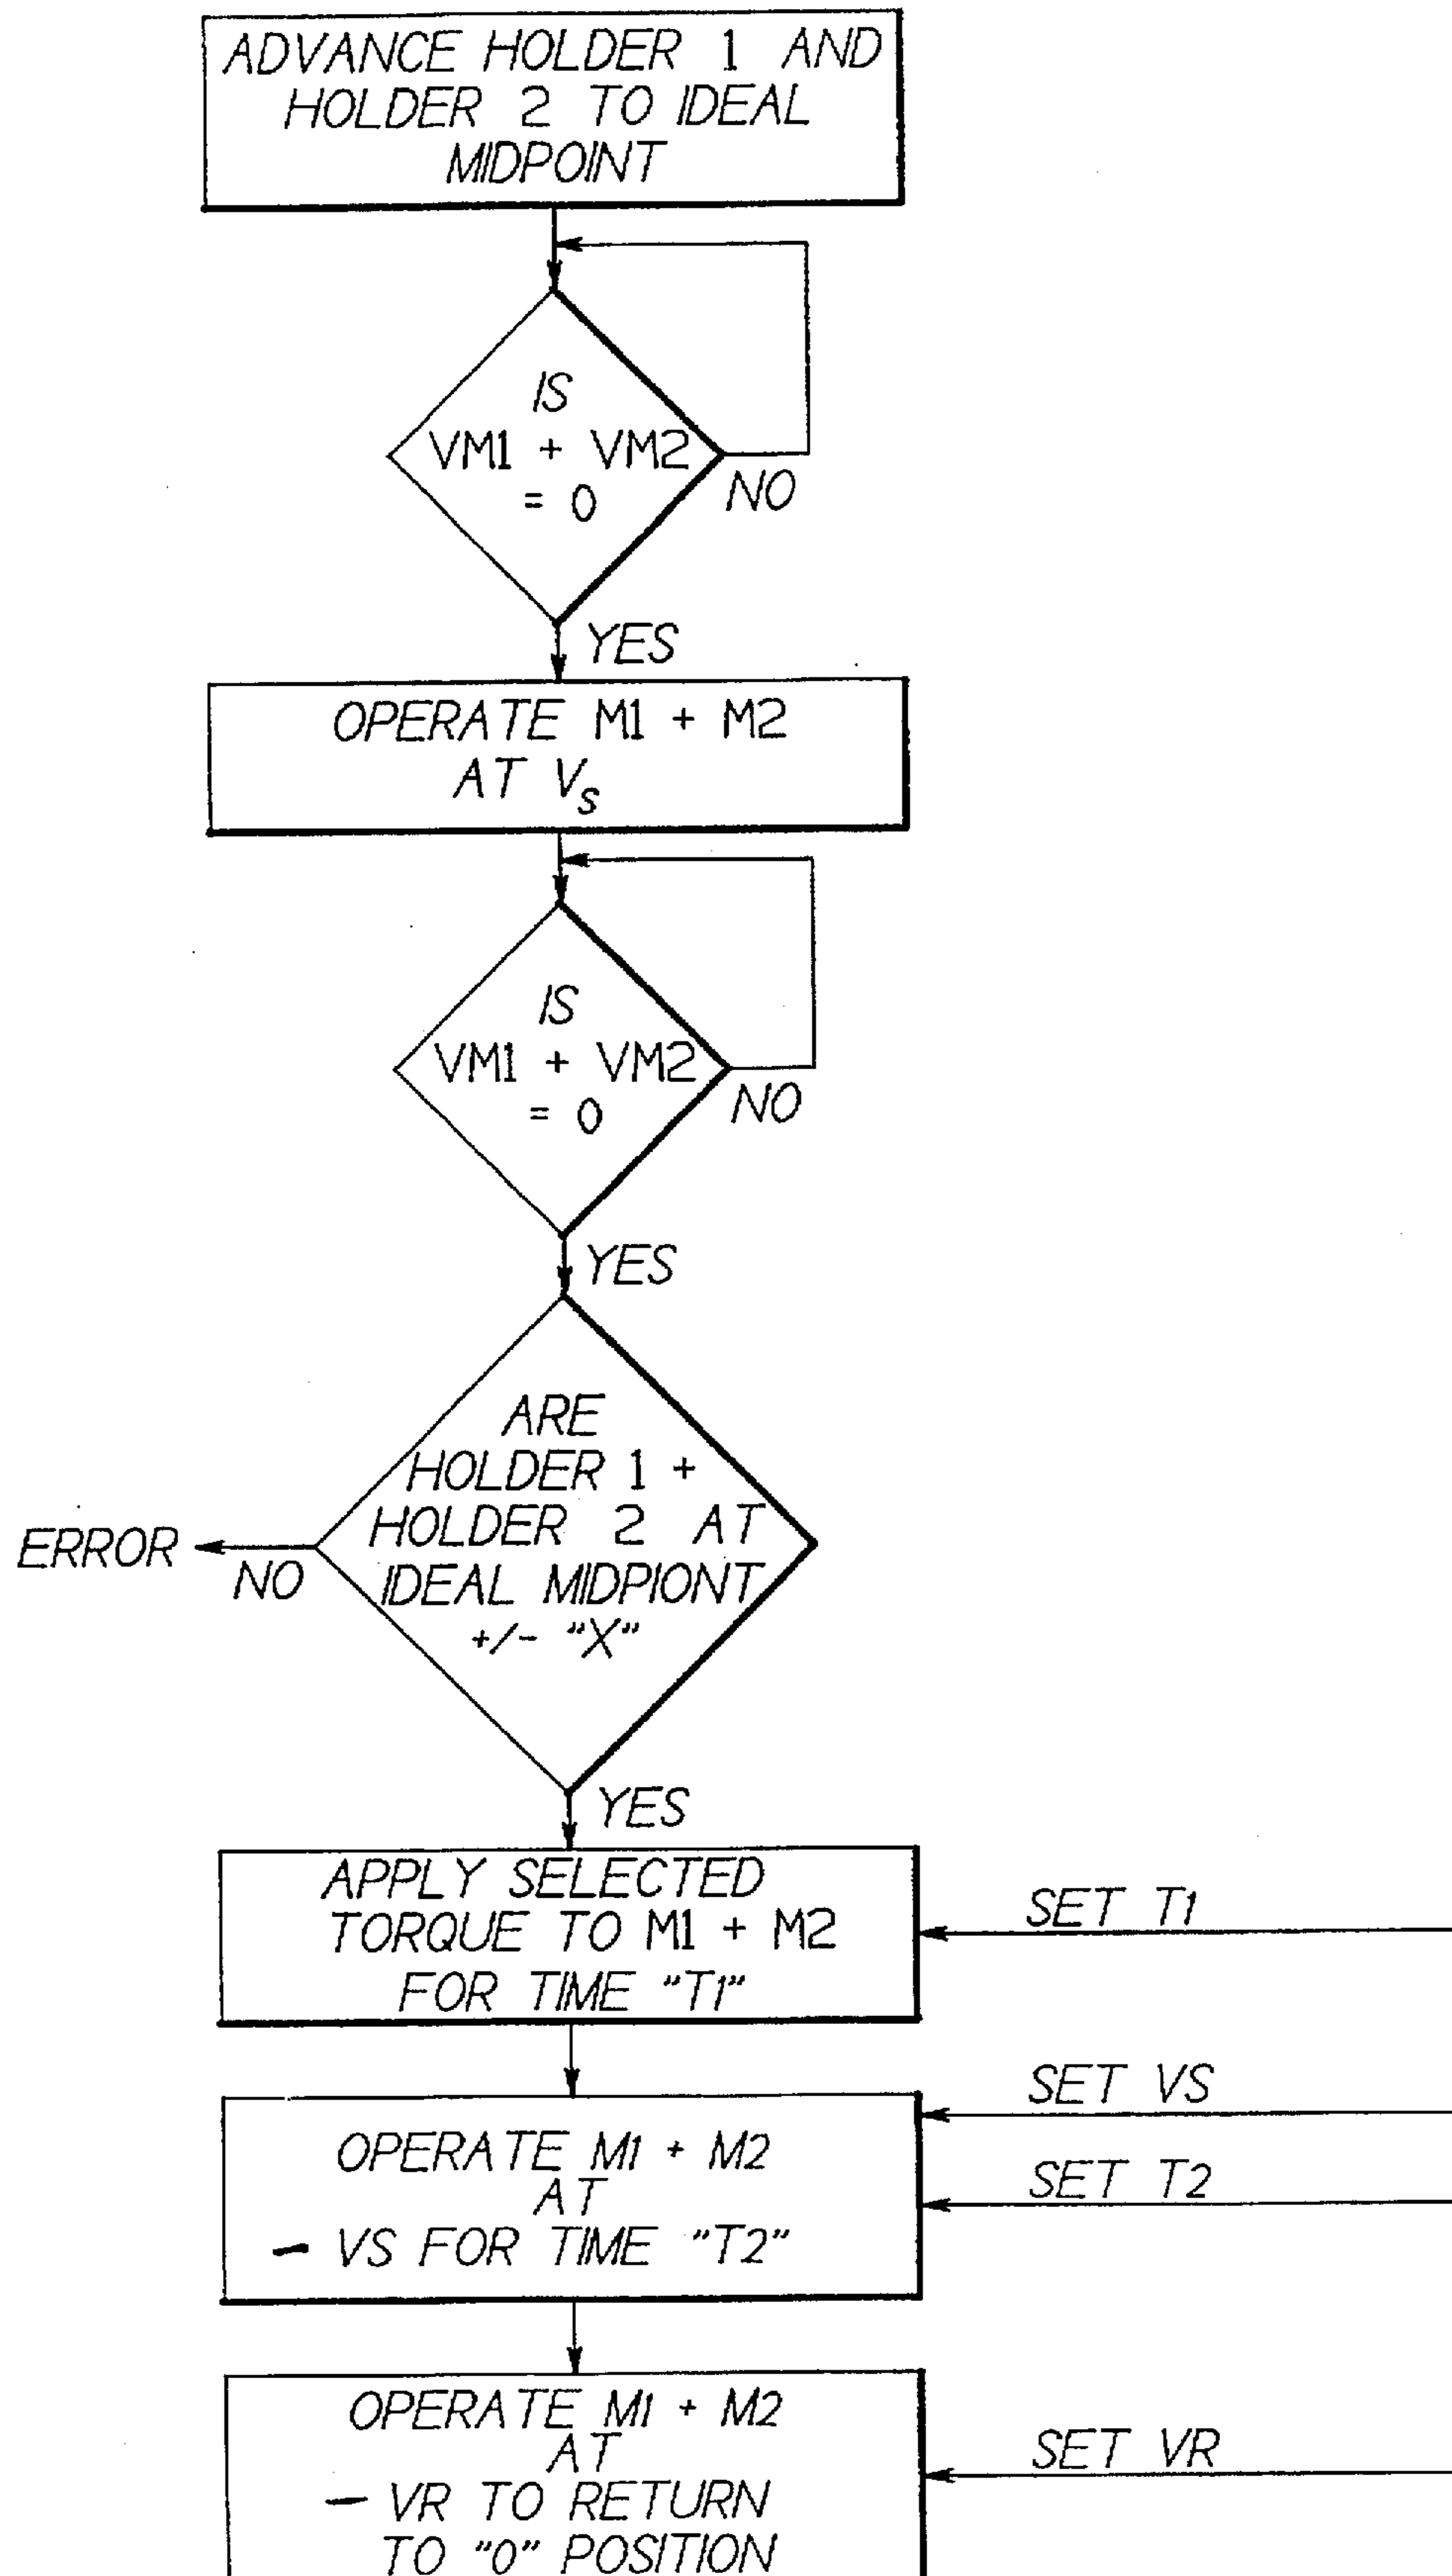 ADVANCE HOLDER 1 AND
HOLDER 2 TO IDEAL
MIDPOINT
IS
VM1 + VM2
= 0
NO
YES
OPERATE M1 + M2
AT Vs
IS
VM1 + VM2
= 0
NO
YES
ARE
HOLDER 1 +
HOLDER 2 AT
IDEAL MIDPIONT
+/- "X"
ERROR
NO
YES
APPLY SELECTED
TORQUE TO M1 + M2
FOR TIME "T1"
SET T1
OPERATE M1 + M2
AT
- VS FOR TIME "T2"
SET VS
SET T2
OPERATE M1 + M2
AT
- VR TO RETURN
TO "0" POSITION
SET VR